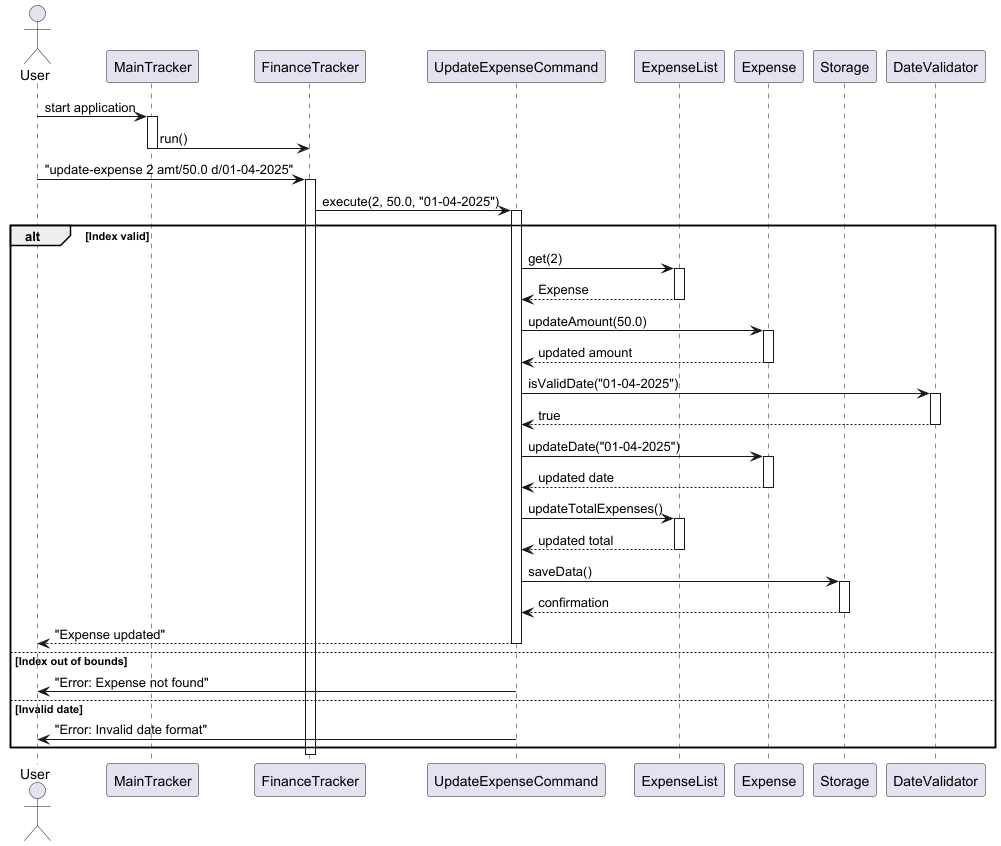 User
MainTracker
FinanceTracker
UpdateExpenseCommand
ExpenseList
Expense
Storage
DateValidator
start application
run()
"update-expense 2 amt/50.0 d/01-04-2025"
execute(2, 50.0, "01-04-2025")
alt
[Index valid]
get(2)
Expense
updateAmount(50.0)
updated amount
isValidDate("01-04-2025")
true
updateDate("01-04-2025")
updated date
updateTotalExpenses()
updated total
saveData()
confirmation
"Expense updated"
[Index out of bounds]
"Error: Expense not found"
[Invalid date]
"Error: Invalid date format"
User
MainTracker
FinanceTracker
UpdateExpenseCommand
ExpenseList
Expense
Storage
DateValidator